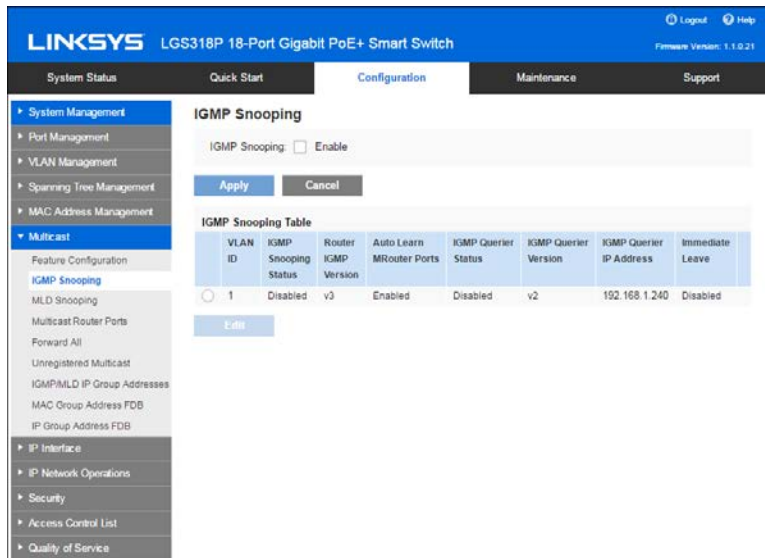 Logout Help
LINKSYS LGS318P 18-Port Gigabit PoE+ Smart Switch
Firmware Version: 1.1.0.21
System Status Quick Start Configuration Maintenance Support
System Management
Port Management
VLAN Management
Spanning Tree Management
MAC Address Management
Multicast
Feature Configuration
IGMP Snooping
MLD Snooping
Multicast Router Ports
Forward All
Unregistered Multicast
IGMP/MLD IP Group Addresses
MAC Group Address FDB
IP Group Address FDB
IP Interface
IP Network Operations
Security
Access Control List
Quality of Service
IGMP Snooping
IGMP Snooping: Enable
Apply Cancel
IGMP Snooping Table
VLAN ID IGMP Snooping Status Router IGMP Version Auto Learn MRouter Ports IGMP Querier Status IGMP Querier Version IGMP Querier IP Address Immediate Leave
1 Disabled v3 Enabled Disabled v2 192.168.1.240 Disabled
Edit